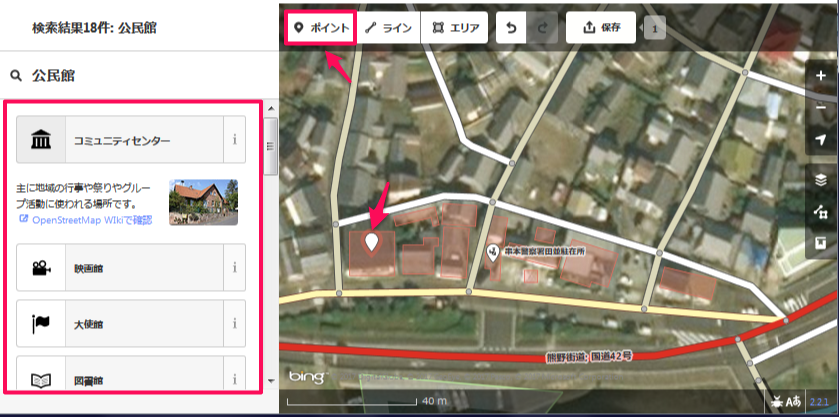 検索結果18件: 公民館
ポイント
ライン
エリア
保存
1
公民館
コミュニティセンター
i
主に地域の行事や祭りやグルー
プ活動に使われる場所です。
OpenStreetMap Wikiで確認
映画館
i
大使館
i
図書館
i
串本警察署田並駐在所
熊野街道: 国道42号
bing
40 m
Aあ
2.2.1